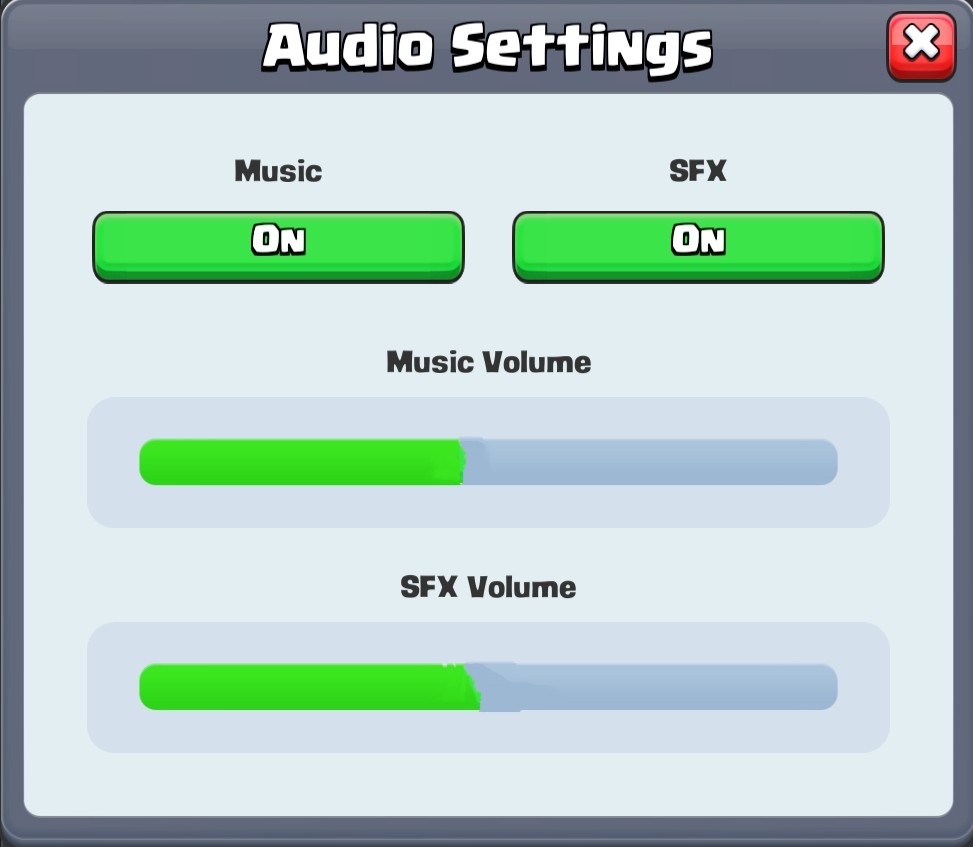 Audio Settings
Music
SFX
On
On
Music Volume
SFX Volume